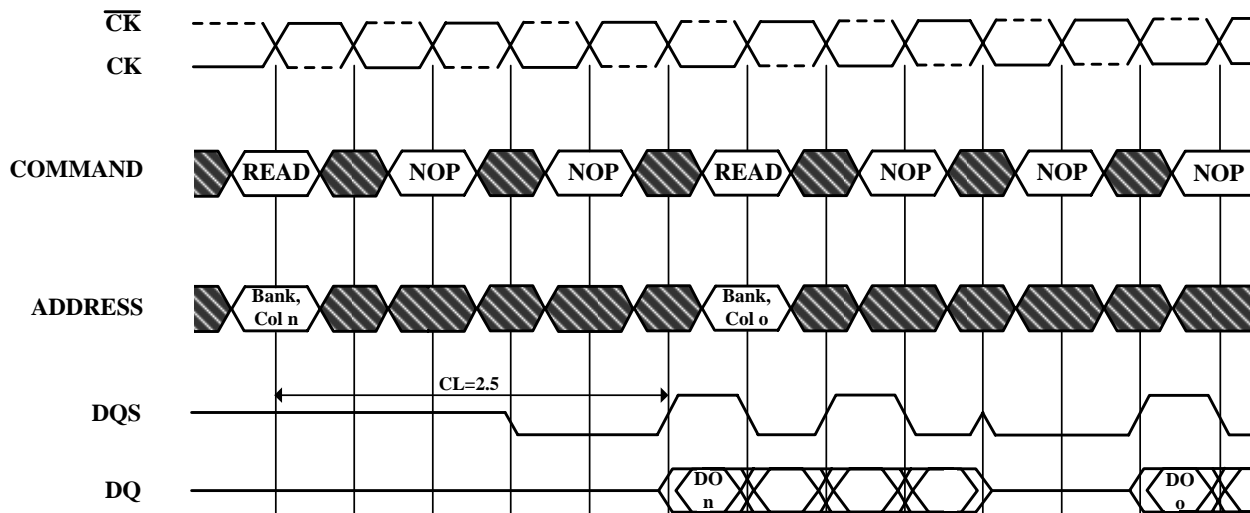 CK
CK
COMMAND
READ NOP NOP READ NOP NOP NOP
ADDRESS
Bank, Col n
Bank, Col o
CL=2.5
DQS
DQ
DO n
DO o